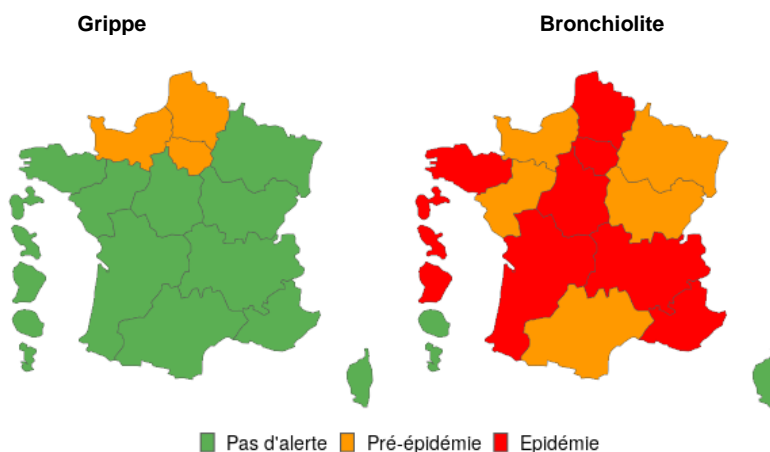 Grippe
Bronchiolite
Pas d'alerte
Pré-épidémie
Epidémie